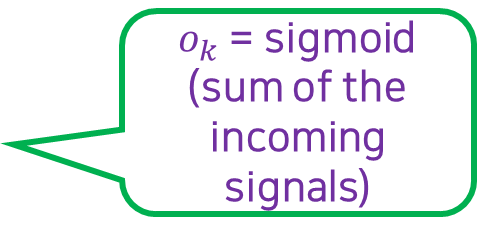 oₖ = sigmoid
(sum of the
incoming
signals)